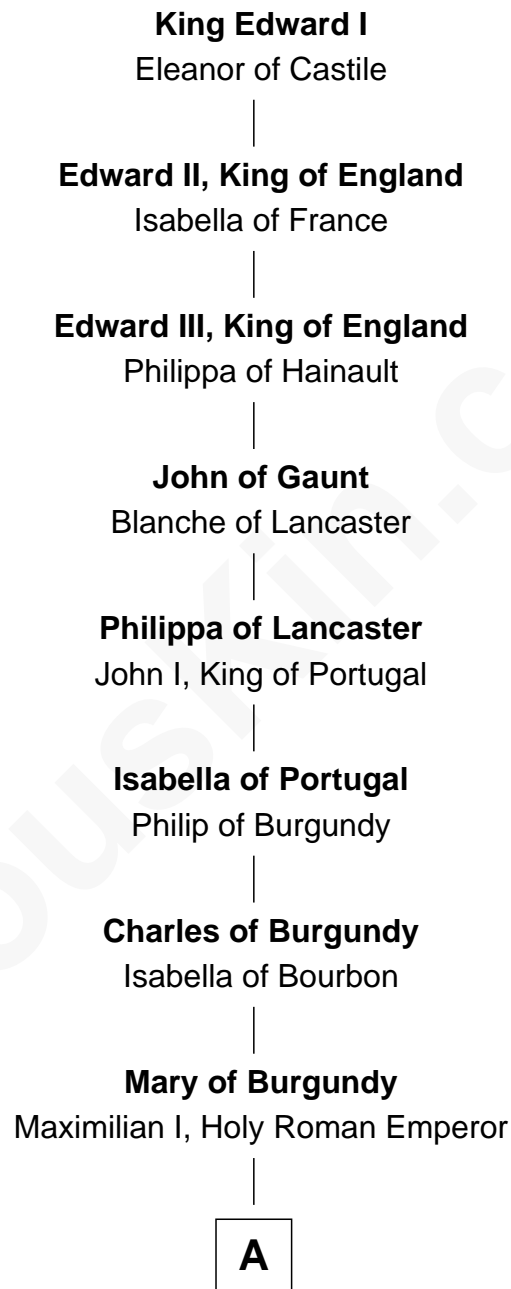 King Edward I
Eleanor of Castile
Edward II, King of England
Isabella of France
Edward III, King of England
Philippa of Hainault
John of Gaunt
Blanche of Lancaster
Philippa of Lancaster
John I, King of Portugal
Isabella of Portugal
Philip of Burgundy
Charles of Burgundy
Isabella of Bourbon
Mary of Burgundy
Maximilian I, Holy Roman Emperor
A